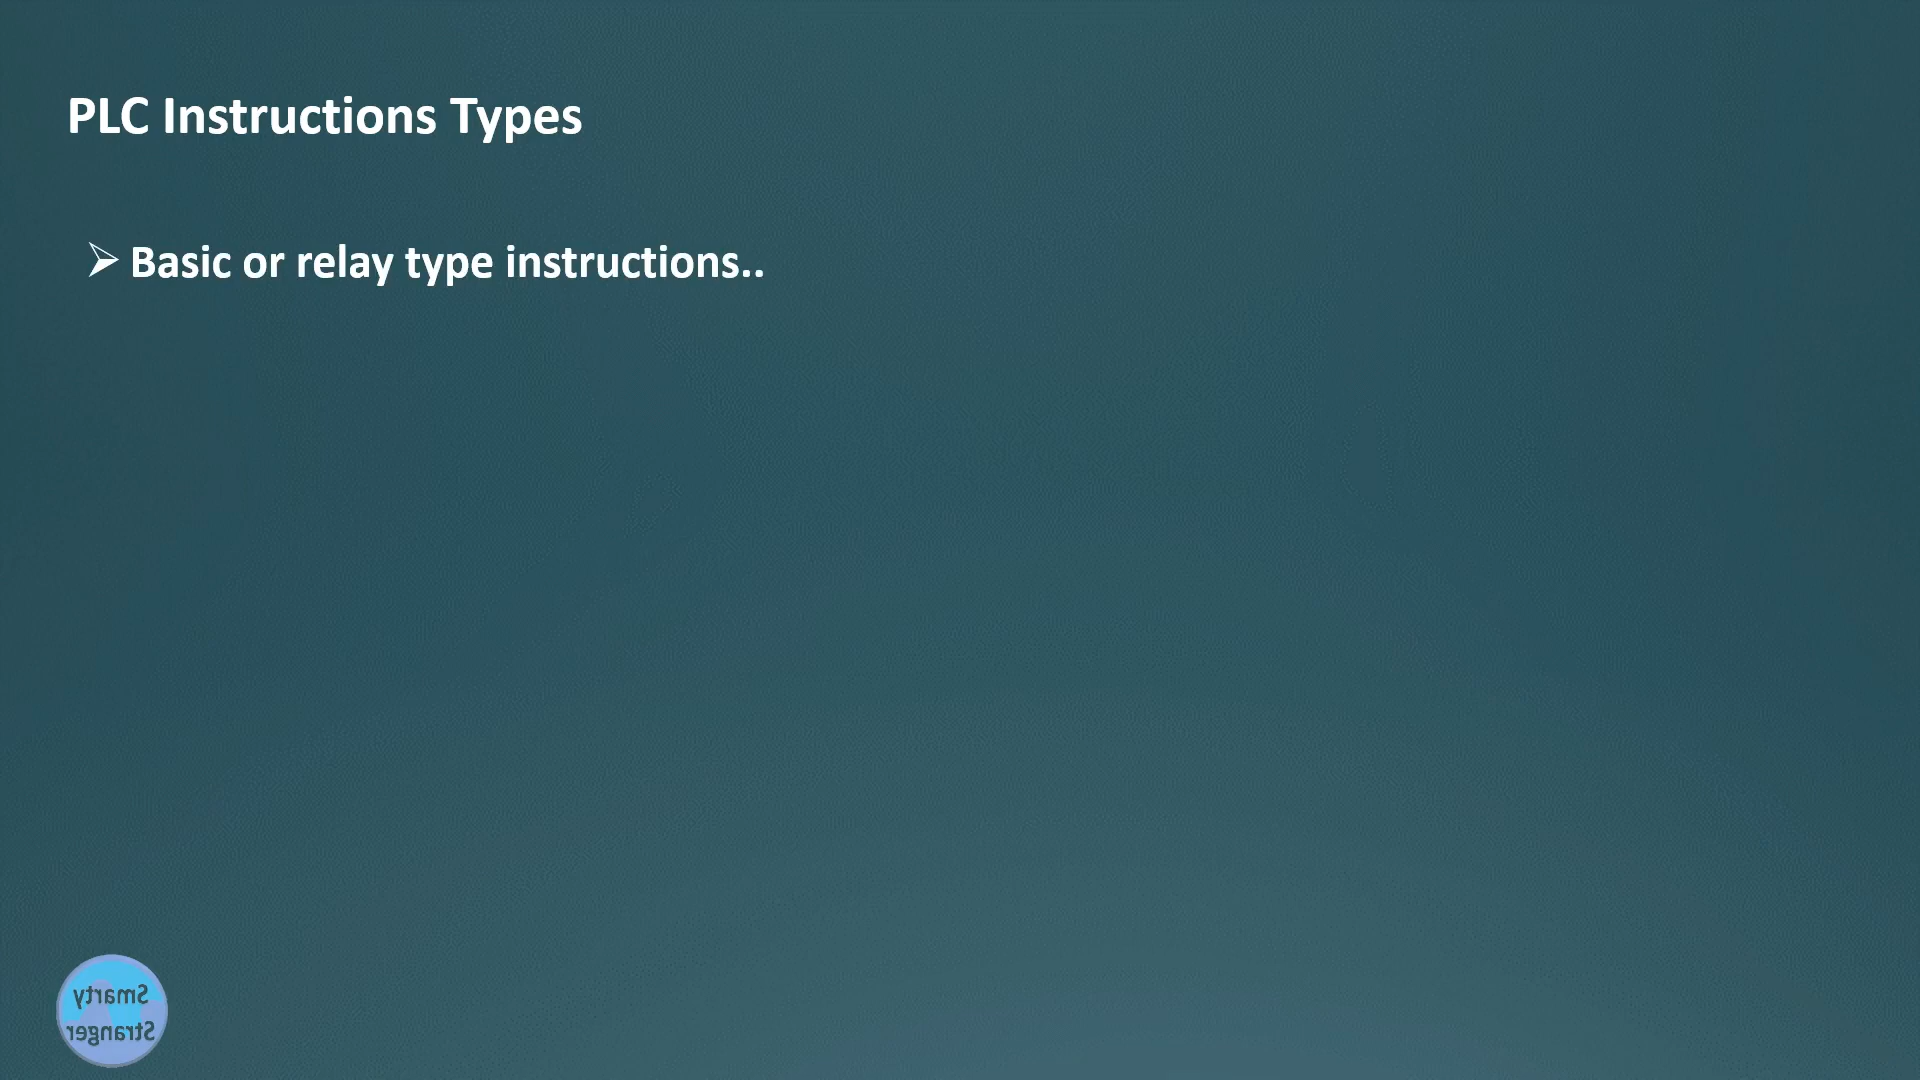 PLC Instructions Types
➢ Basic or relay type instructions..
Smarty
Stranger